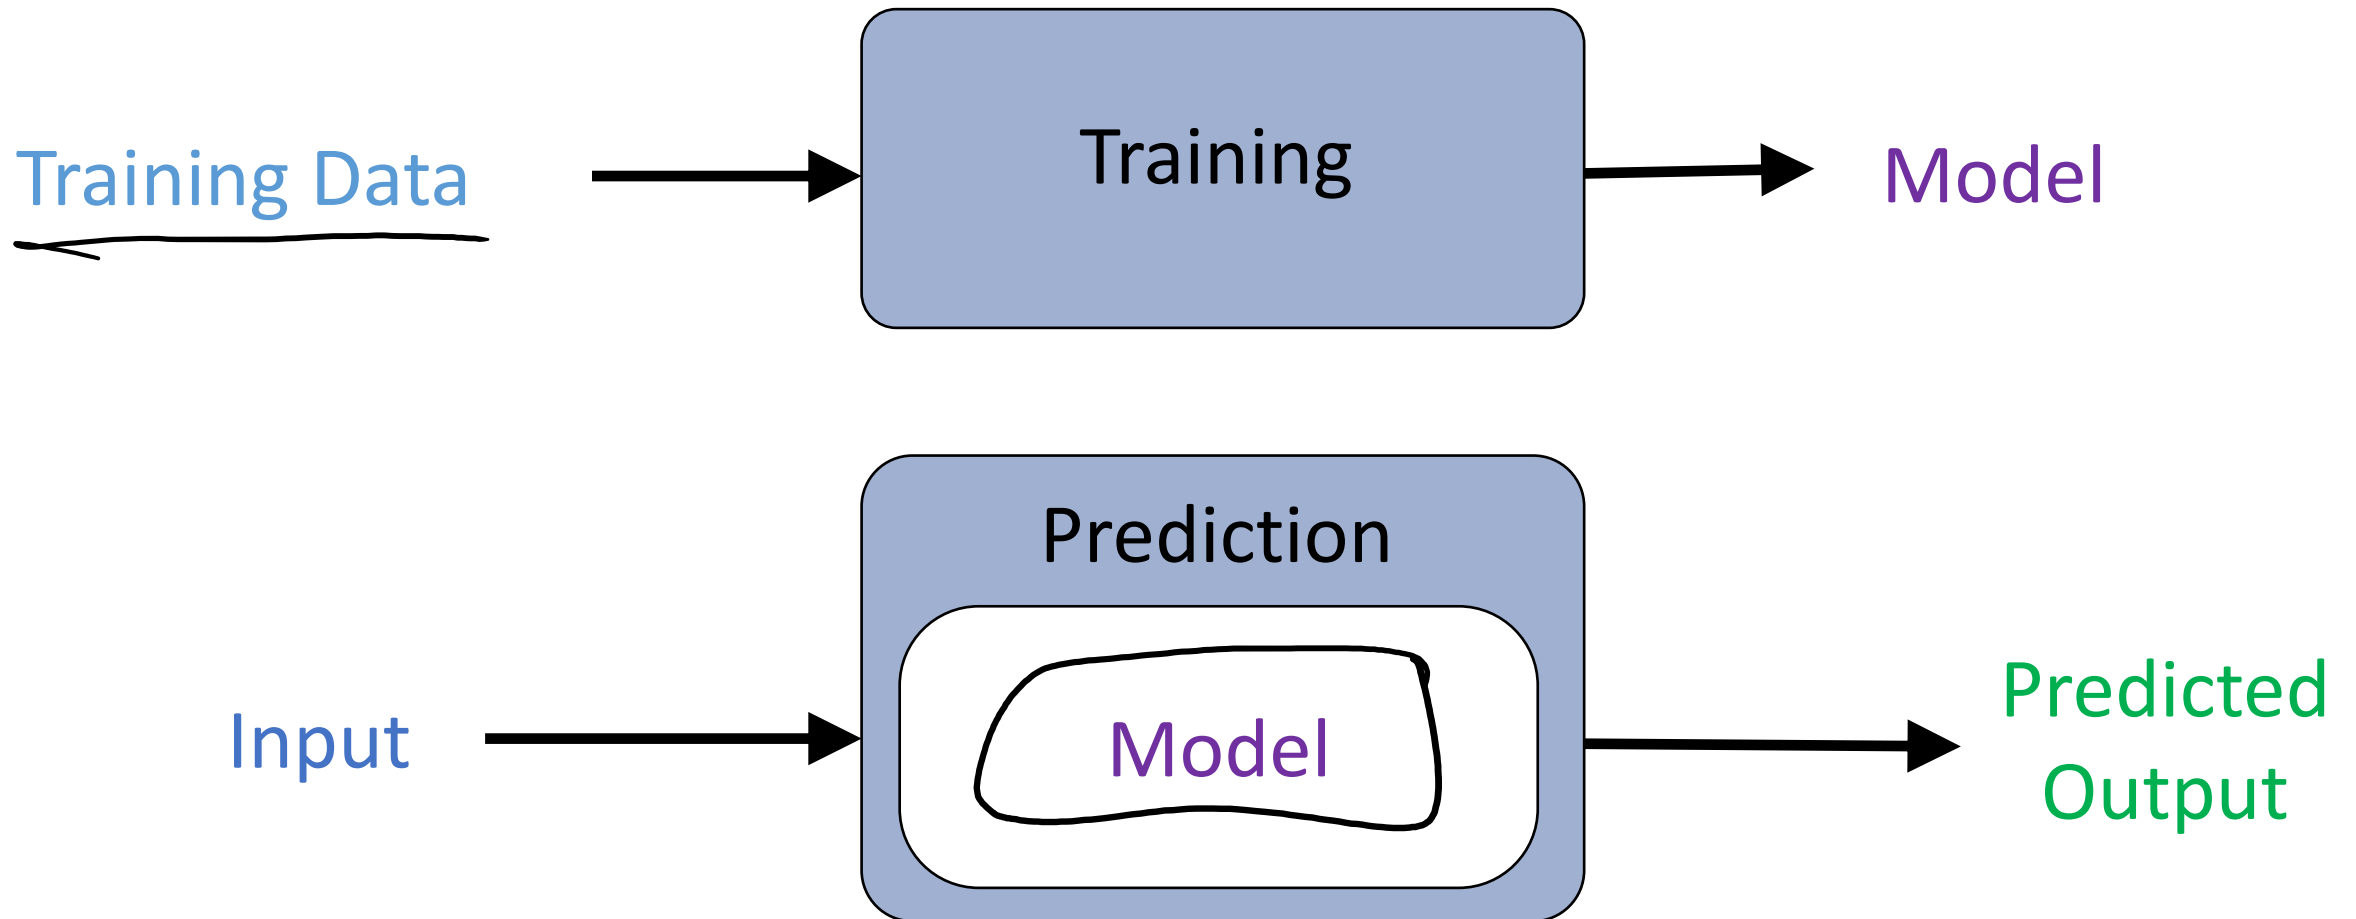 Training Data
Training
Model
Prediction
Input
Model
Predicted
Output